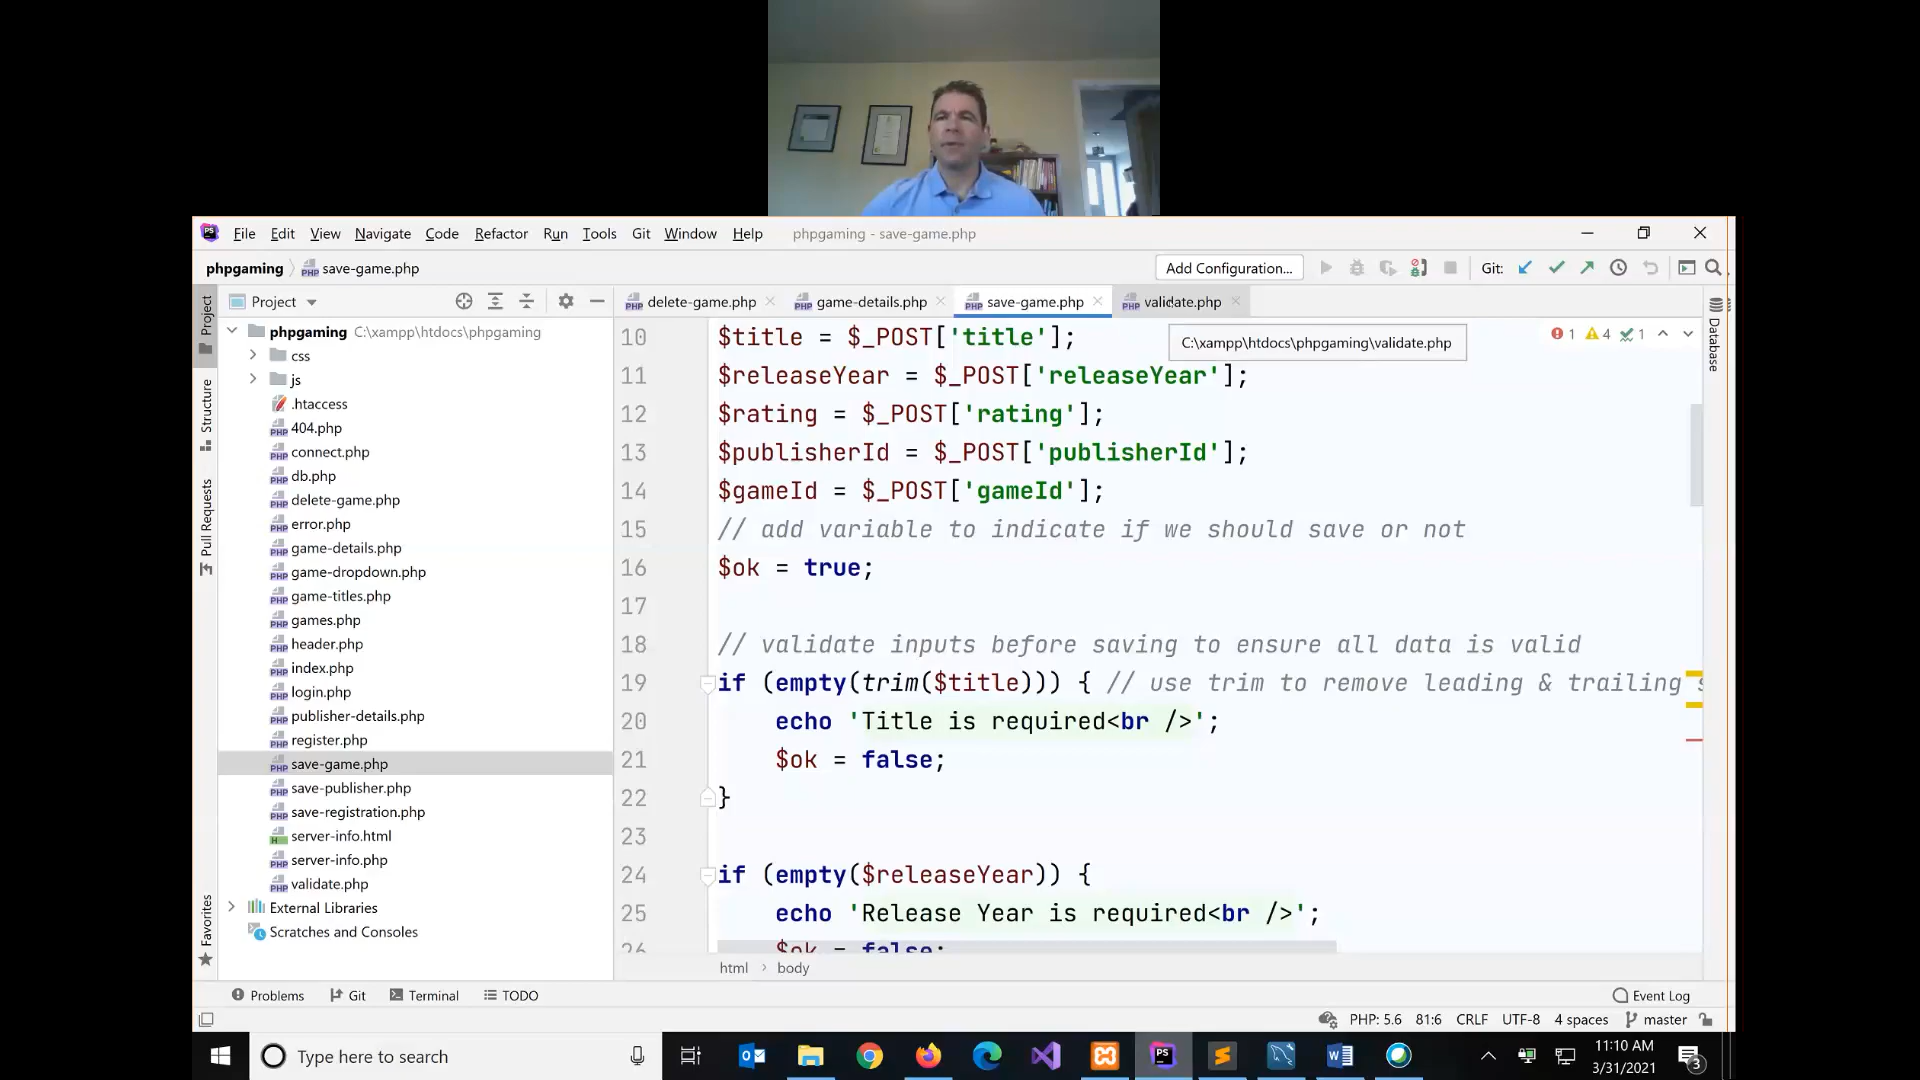 File Edit View Navigate Code Refactor Run Tools Git Window Help phpgaming - save-game.php
phpgaming save-game.php Add Configuration... Git:
Project delete-game.php game-details.php save-game.php validate.php
C:\xampp\htdocs\phpgaming\validate.php
1 4 1
Project
Structure
Pull Requests
Favorites
Database
phpgaming C:\xampp\htdocs\phpgaming
css
js
.htaccess
404.php
connect.php
db.php
delete-game.php
error.php
game-details.php
game-dropdown.php
game-titles.php
games.php
header.php
index.php
login.php
publisher-details.php
register.php
save-game.php
save-publisher.php
save-registration.php
server-info.html
server-info.php
validate.php
External Libraries
Scratches and Consoles
10 $title = $_POST['title'];
11 $releaseYear = $_POST['releaseYear'];
12 $rating = $_POST['rating'];
13 $publisherId = $_POST['publisherId'];
14 $gameId = $_POST['gameId'];
15 // add variable to indicate if we should save or not
16 $ok = true;
17
18 // validate inputs before saving to ensure all data is valid
19 if (empty(trim($title))) { // use trim to remove leading & trailing s
20 echo 'Title is required<br />';
21 $ok = false;
22 }
23
24 if (empty($releaseYear)) {
25 echo 'Release Year is required<br />';
26 $ok = false;
html body
Problems Git Terminal TODO Event Log
PHP: 5.6 81:6 CRLF UTF-8 4 spaces master
Type here to search
11:10 AM
3/31/2021
3